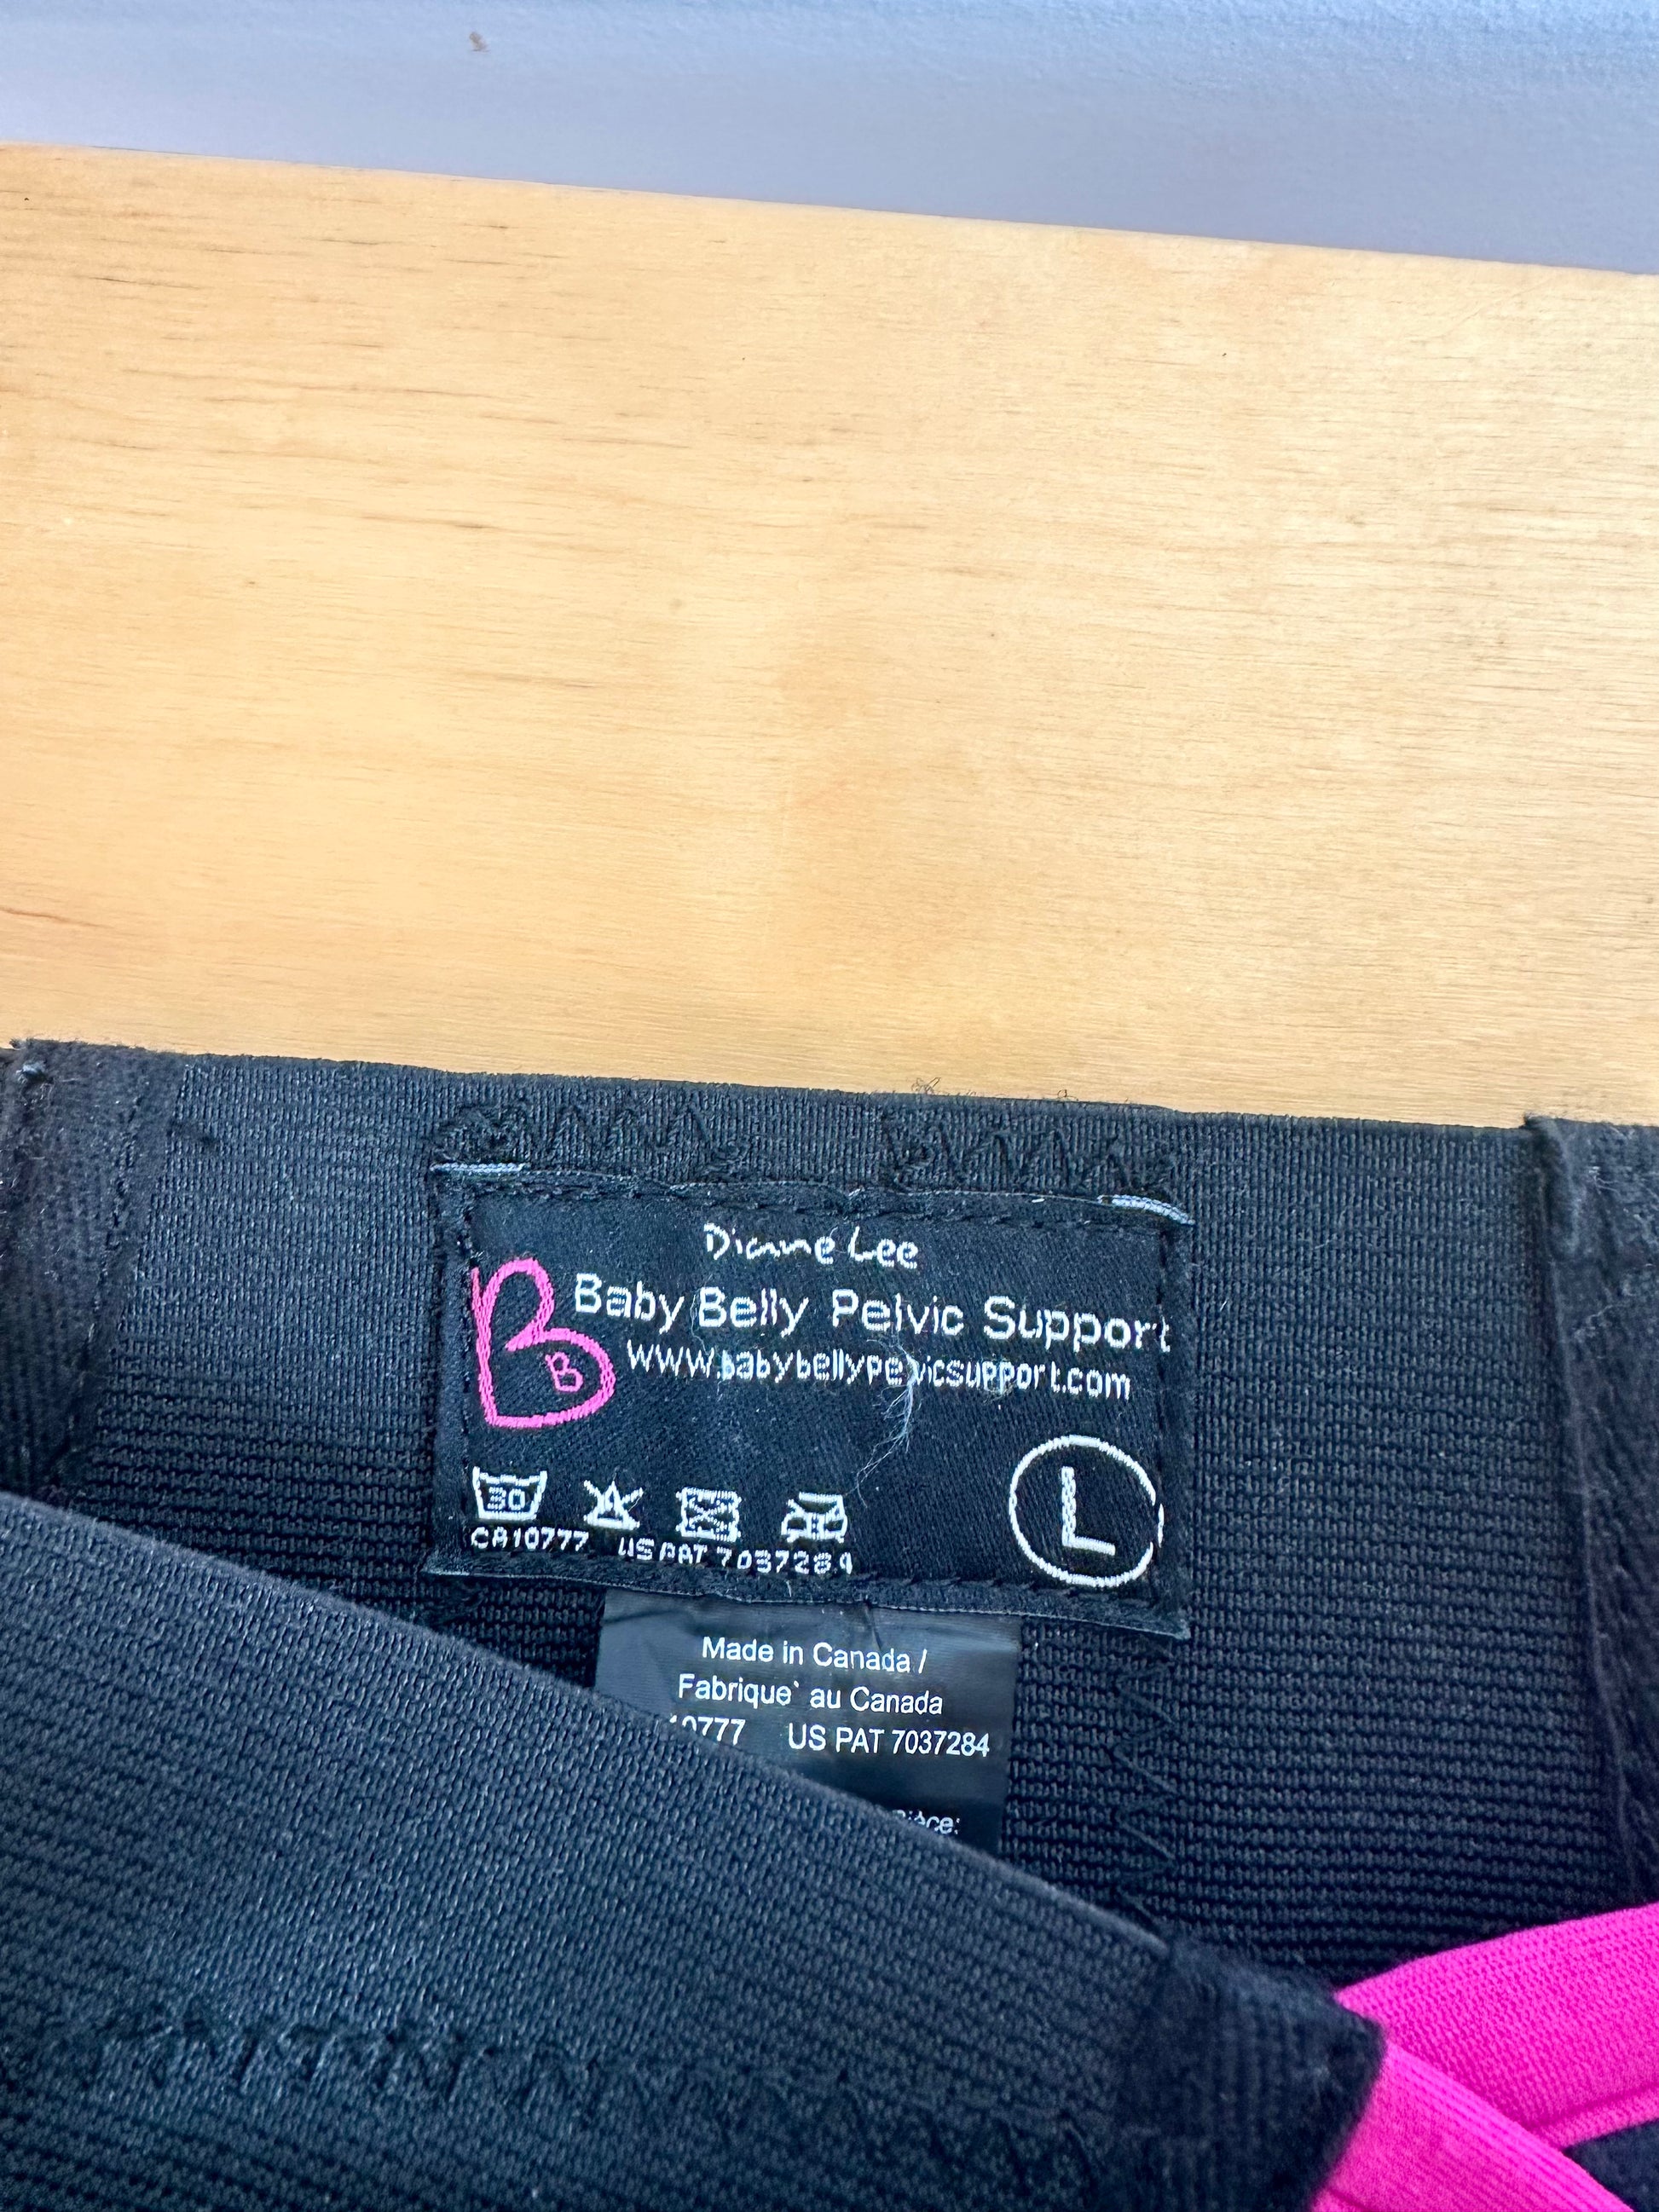 Diane Lee
B
B
Baby Belly Pelvic Support
www.babybellypelvicsupport.com
30
L
CA10777 US PAT 7037284
Made in Canada /
Fabrique` au Canada
10777 US PAT 7037284
ièce: